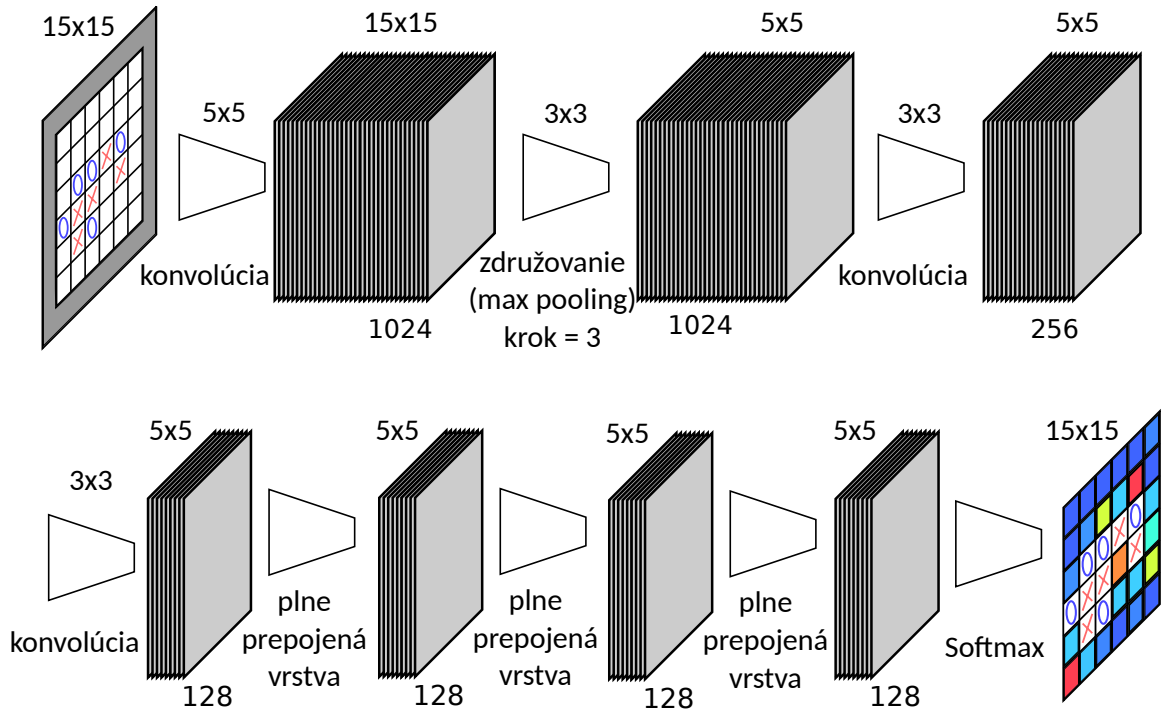 15x15
5x5
konvolúcia
15x15
1024
3x3
združovanie
(max pooling)
krok = 3
5x5
1024
3x3
konvolúcia
5x5
256
3x3
konvolúcia
5x5
128
plne
prepojená
vrstva
5x5
128
plne
prepojená
vrstva
5x5
128
plne
prepojená
vrstva
5x5
128
Softmax
15x15